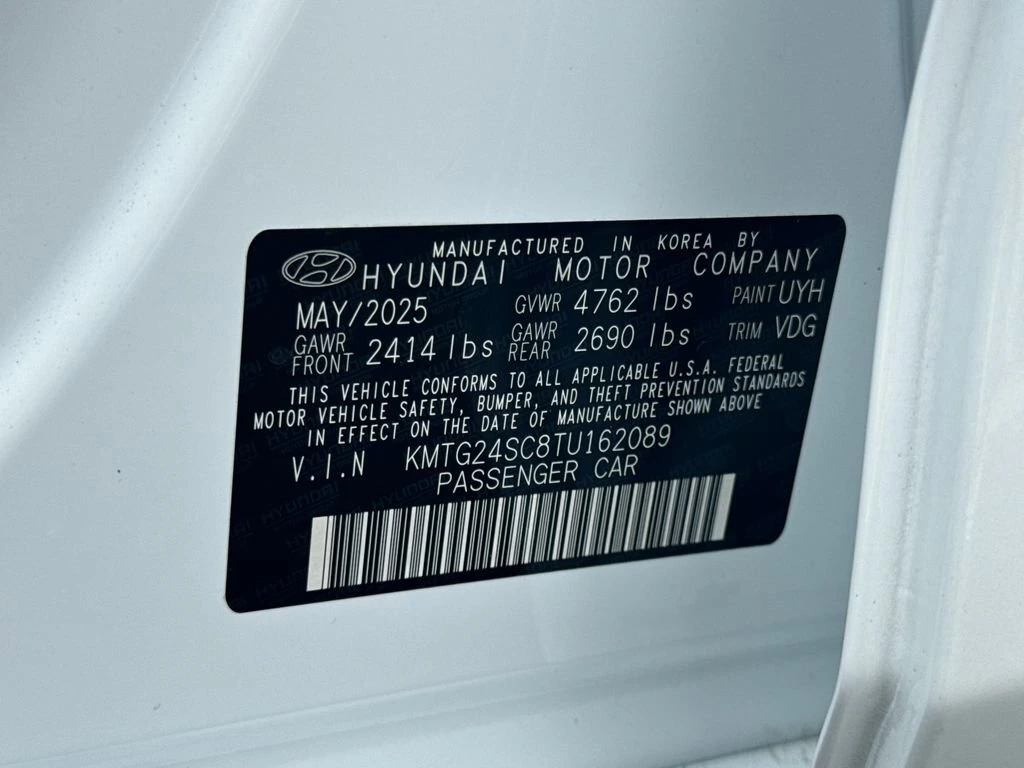 MANUFACTURED IN KOREA BY
HYUNDAI MOTOR COMPANY
MAY/2025 GVWR 4762 lbs PAINT UYH
GAWR FRONT 2414 lbs GAWR REAR 2690 lbs TRIM VDG
THIS VEHICLE CONFORMS TO ALL APPLICABLE U.S.A. FEDERAL
MOTOR VEHICLE SAFETY, BUMPER, AND THEFT PREVENTION STANDARDS
IN EFFECT ON THE DATE OF MANUFACTURE SHOWN ABOVE
V.I.N KMTG24SC8TU162089
PASSENGER CAR